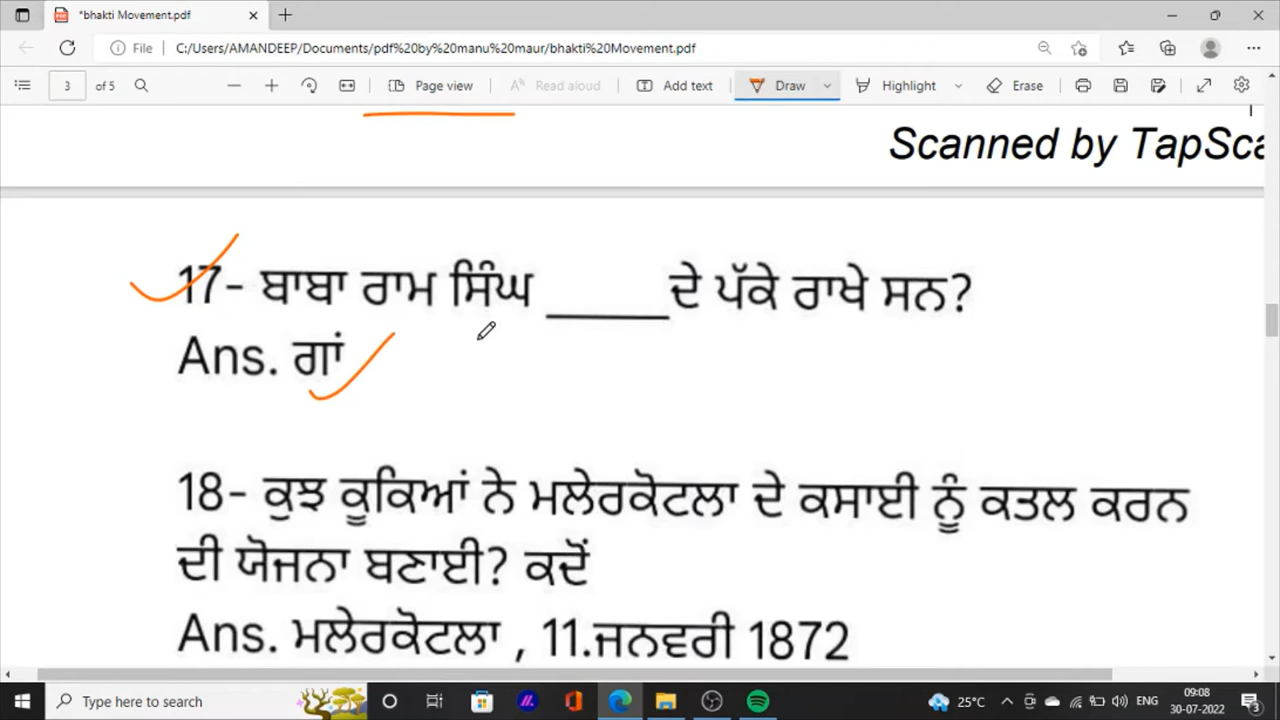 *bhakti Movement.pdf
File C:/Users/AMANDEEP/Documents/pdf%20by%20manu%20maur/bhakti%20Movement.pdf
3 of 5 Page view Read aloud Add text Draw Highlight Erase
Scanned by TapSca
17- ਬਾਬਾ ਰਾਮ ਸਿੰਘ _____ਦੇ ਪੱਕੇ ਰਾਖੇ ਸਨ?
Ans. ਗਾਂ
18- ਕੁਝ ਕੂਕਿਆਂ ਨੇ ਮਲੇਰਕੋਟਲਾ ਦੇ ਕਸਾਈ ਨੂੰ ਕਤਲ ਕਰਨ
ਦੀ ਯੋਜਨਾ ਬਣਾਈ? ਕਦੋਂ
Ans. ਮਲੇਰਕੋਟਲਾ , 11.ਜਨਵਰੀ 1872
Type here to search 25°C ENG 09:08
30-07-2022 3